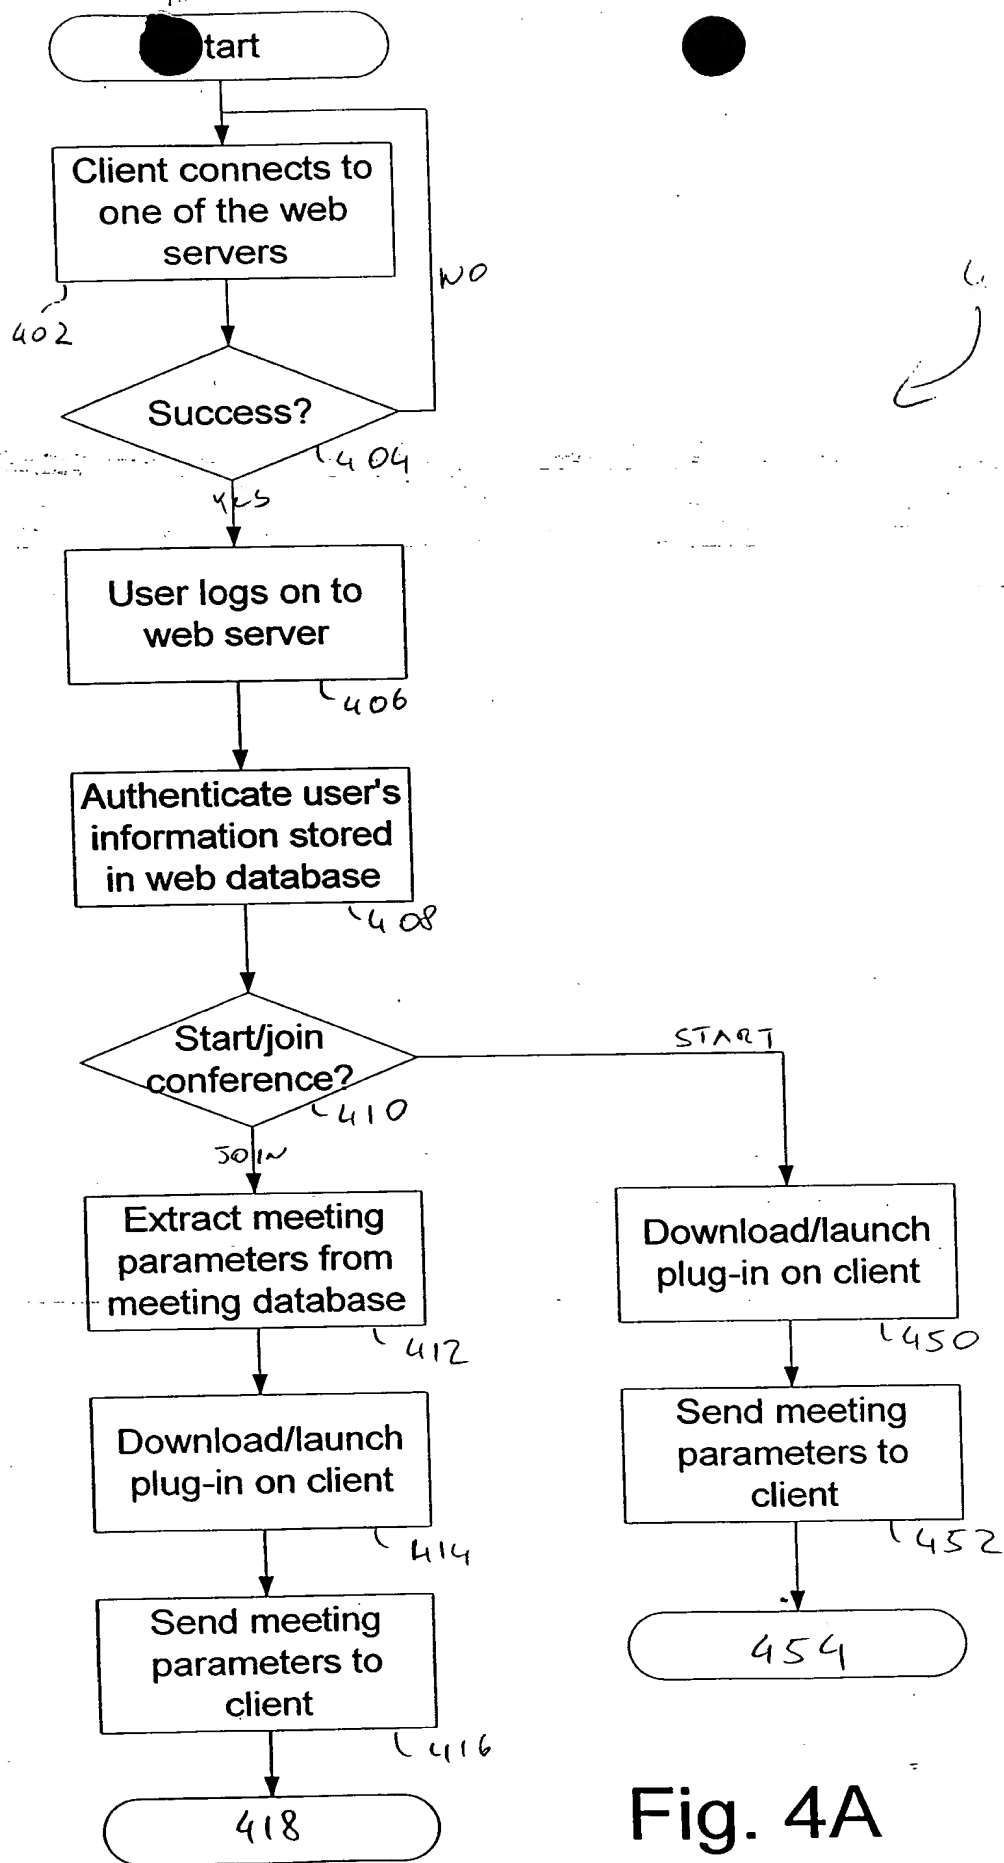 tart
Client connects to
one of the web
servers
NO
402
Success?
404
YES
User logs on to
web server
406
Authenticate user's
information stored
in web database
408
Start/join
conference?
START
410
JOIN
Extract meeting
parameters from
meeting database
412
Download/launch
plug-in on client
450
Download/launch
plug-in on client
414
Send meeting
parameters to
client
452
Send meeting
parameters to
client
416
454
418
Fig. 4A